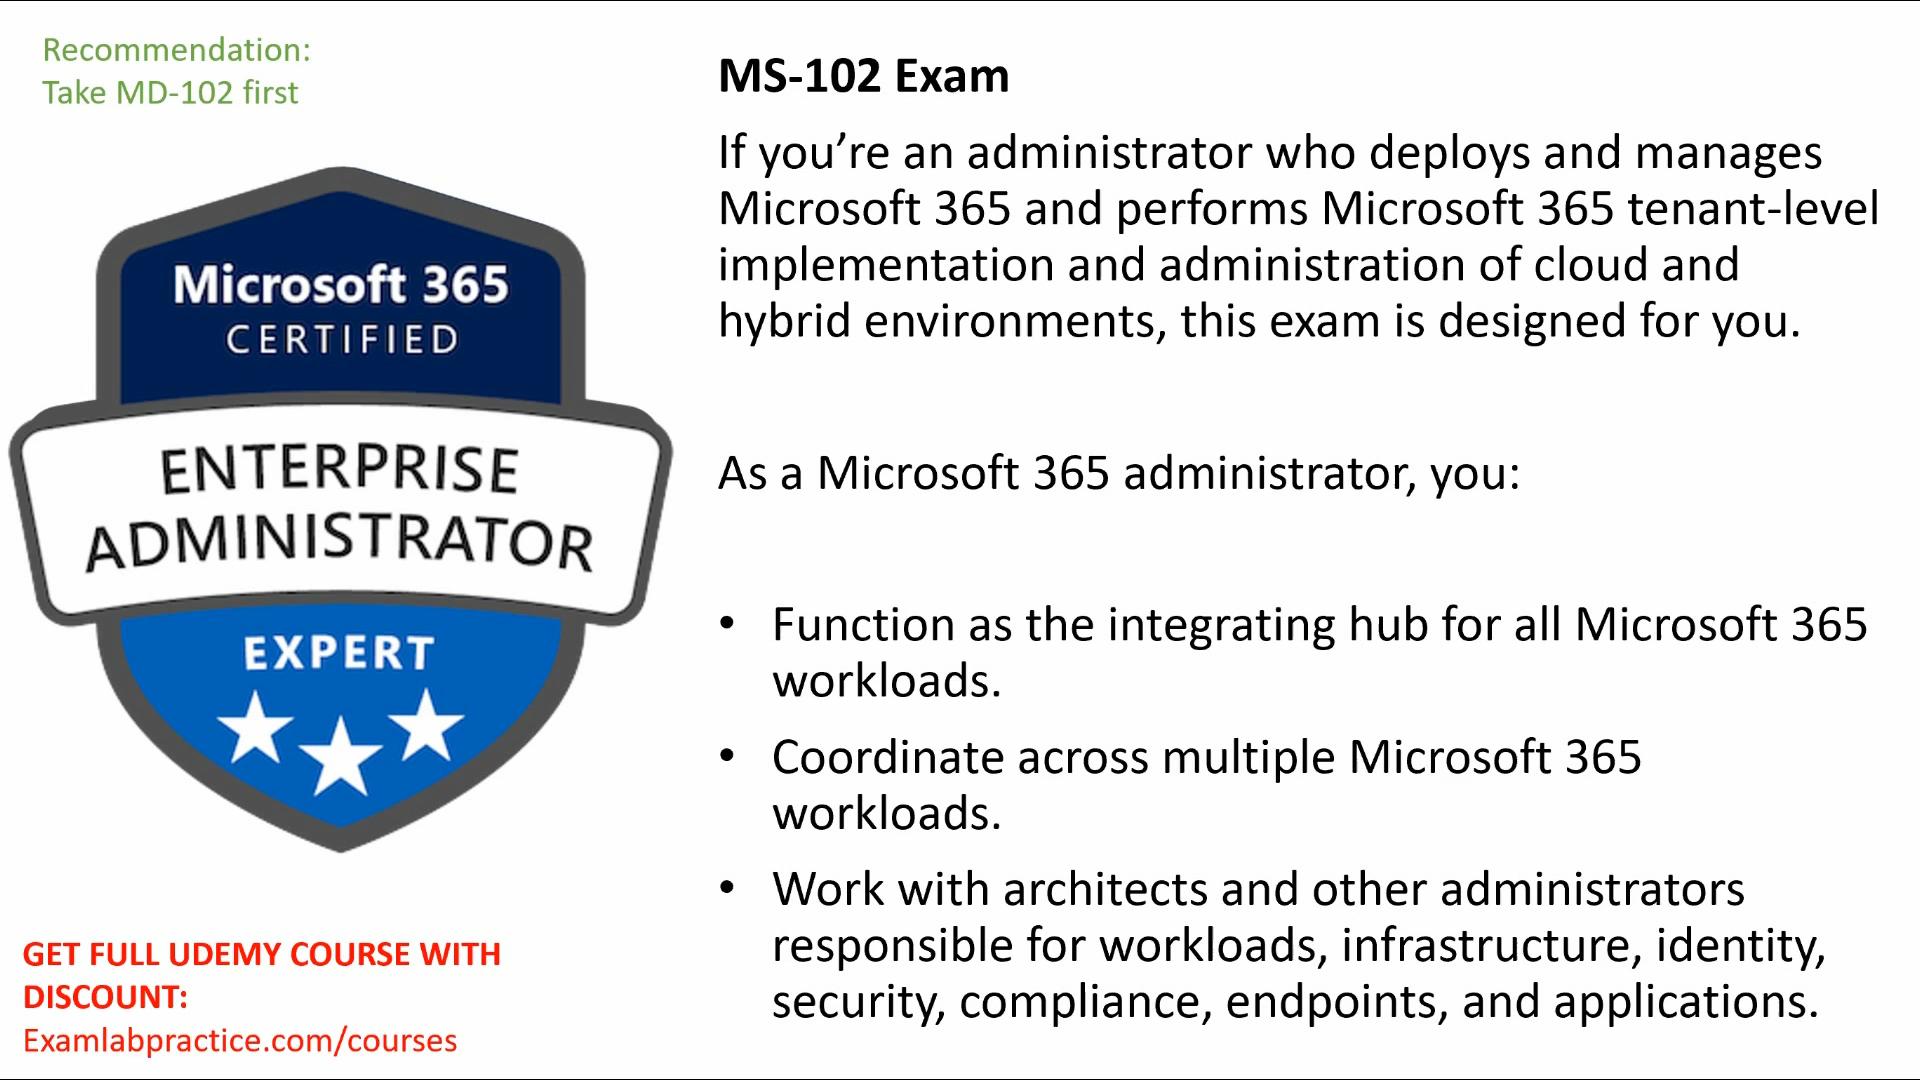 Recommendation:
Take MD-102 first
Microsoft 365
CERTIFIED
ENTERPRISE
ADMINISTRATOR
EXPERT
GET FULL UDEMY COURSE WITH
DISCOUNT:
Examlabpractice.com/courses
MS-102 Exam
If you’re an administrator who deploys and manages
Microsoft 365 and performs Microsoft 365 tenant-level
implementation and administration of cloud and
hybrid environments, this exam is designed for you.
As a Microsoft 365 administrator, you:
• Function as the integrating hub for all Microsoft 365
workloads.
• Coordinate across multiple Microsoft 365
workloads.
• Work with architects and other administrators
responsible for workloads, infrastructure, identity,
security, compliance, endpoints, and applications.